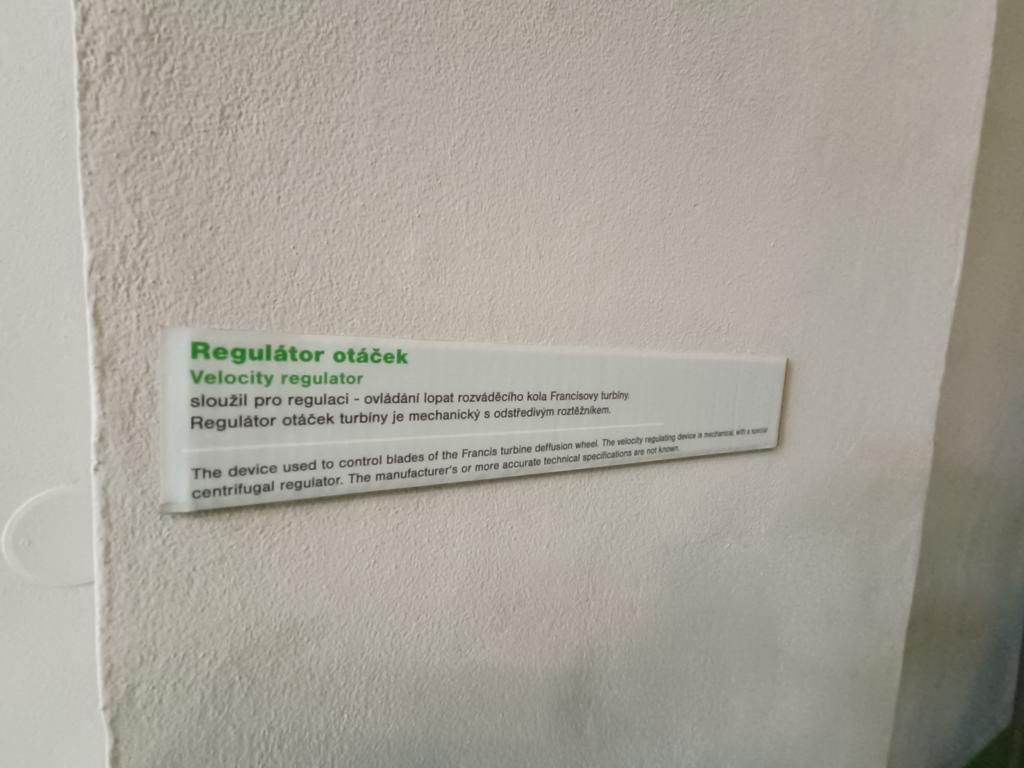 Regulátor otáček
Velocity regulator
sloužil pro regulaci - ovládání lopat rozváděcího kola Francisovy turbíny.
Regulátor otáček turbíny je mechanický s odstředivým roztěžníkem.
The device used to control blades of the Francis turbine deffusion wheel. The velocity regulating device is mechanical, with a special
centrifugal regulator. The manufacturer's or more accurate technical specifications are not known.